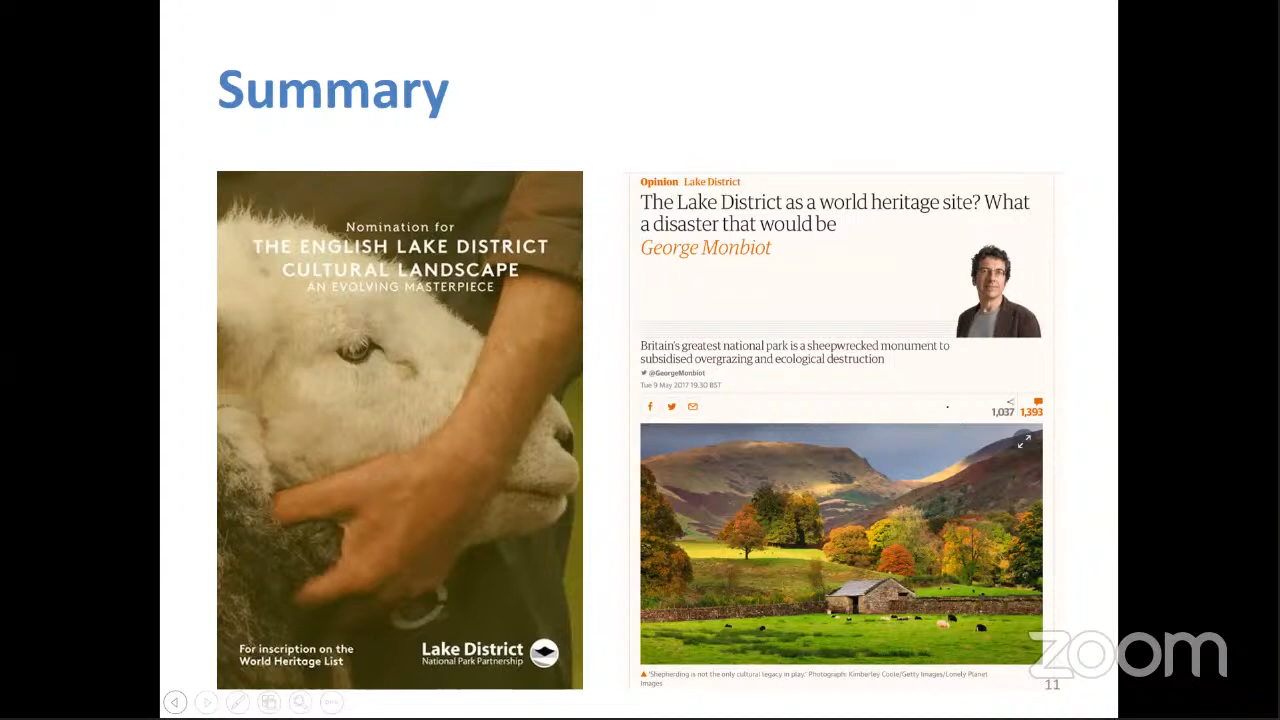 Summary
Nomination for
THE ENGLISH LAKE DISTRICT
CULTURAL LANDSCAPE
AN EVOLVING MASTERPIECE
For inscription on the
World Heritage List
Lake District
National Park Partnership
Opinion Lake District
The Lake District as a world heritage site? What
a disaster that would be
George Monbiot
Britain's greatest national park is a sheepwrecked monument to
subsidised overgrazing and ecological destruction
@GeorgeMonbiot
Tue 9 May 2017 19.30 BST
1,037 1,393
'Shepherding is not the only cultural legacy in play.' Photograph: Kimberley Coole/Getty Images/Lonely Planet
Images
zoom
11